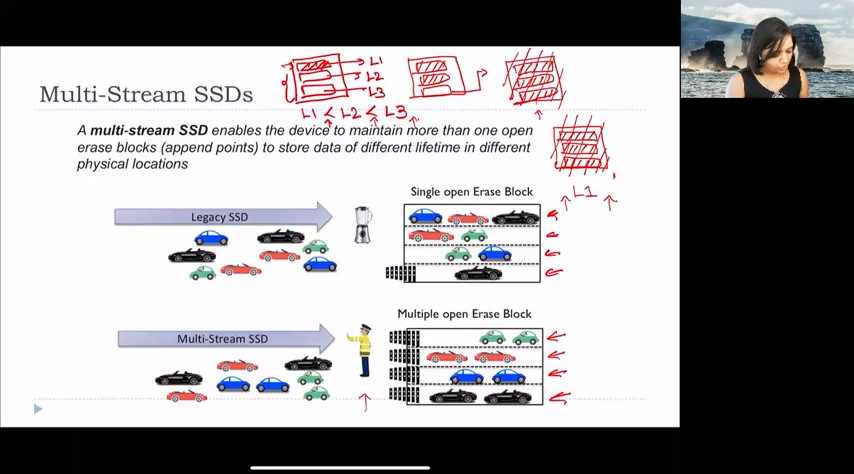 L1
L2
L3
L1 < L2 < L3
Multi-Stream SSDs
A multi-stream SSD enables the device to maintain more than one open
erase blocks (append points) to store data of different lifetime in different
physical locations
L1
Single open Erase Block
Legacy SSD
Multiple open Erase Block
Multi-Stream SSD